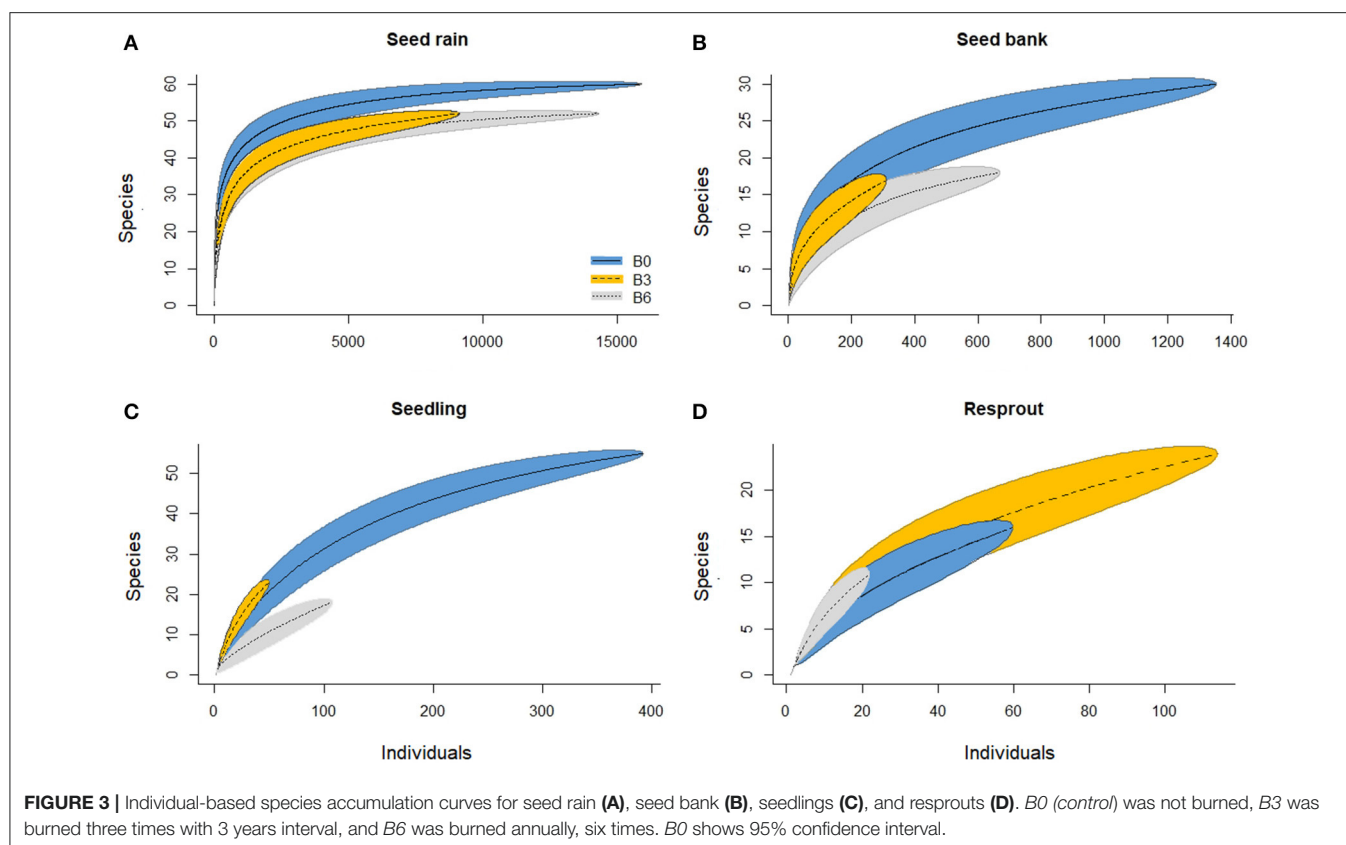 A
Seed rain
Species
60
50
40
30
20
10
0
B0
B3
B6
0 5000 10000 15000
B
Seed bank
Species
30
25
20
15
10
5
0
0 200 400 600 800 1000 1200 1400
C
Seedling
Species
50
40
30
20
10
0
0 100 200 300 400
Individuals
D
Resprout
Species
20
15
10
5
0
0 20 40 60 80 100
Individuals
FIGURE 3 | Individual-based species accumulation curves for seed rain (A), seed bank (B), seedlings (C), and resprouts (D). B0 (control) was not burned, B3 was
burned three times with 3 years interval, and B6 was burned annually, six times. B0 shows 95% confidence interval.